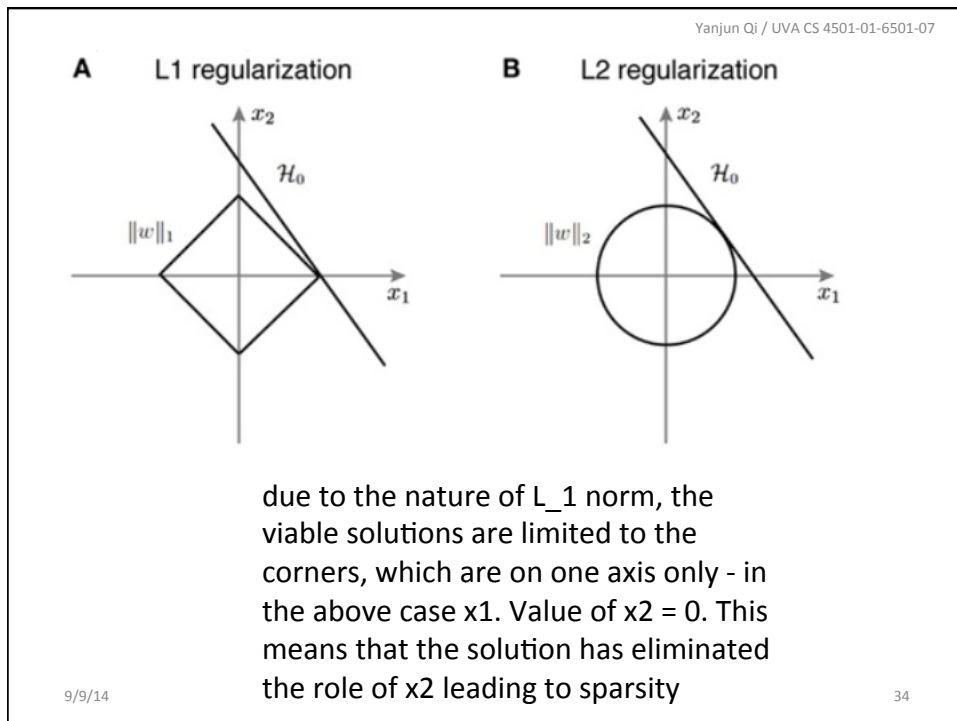 Yanjun Qi / UVA CS 4501-01-6501-07
A L1 regularization
B L2 regularization
x₂
H₀
‖w‖₁
x₁
x₂
H₀
‖w‖₂
x₁
due to the nature of L_1 norm, the
viable solutions are limited to the
corners, which are on one axis only - in
the above case x1. Value of x2 = 0. This
means that the solution has eliminated
the role of x2 leading to sparsity
9/9/14
34